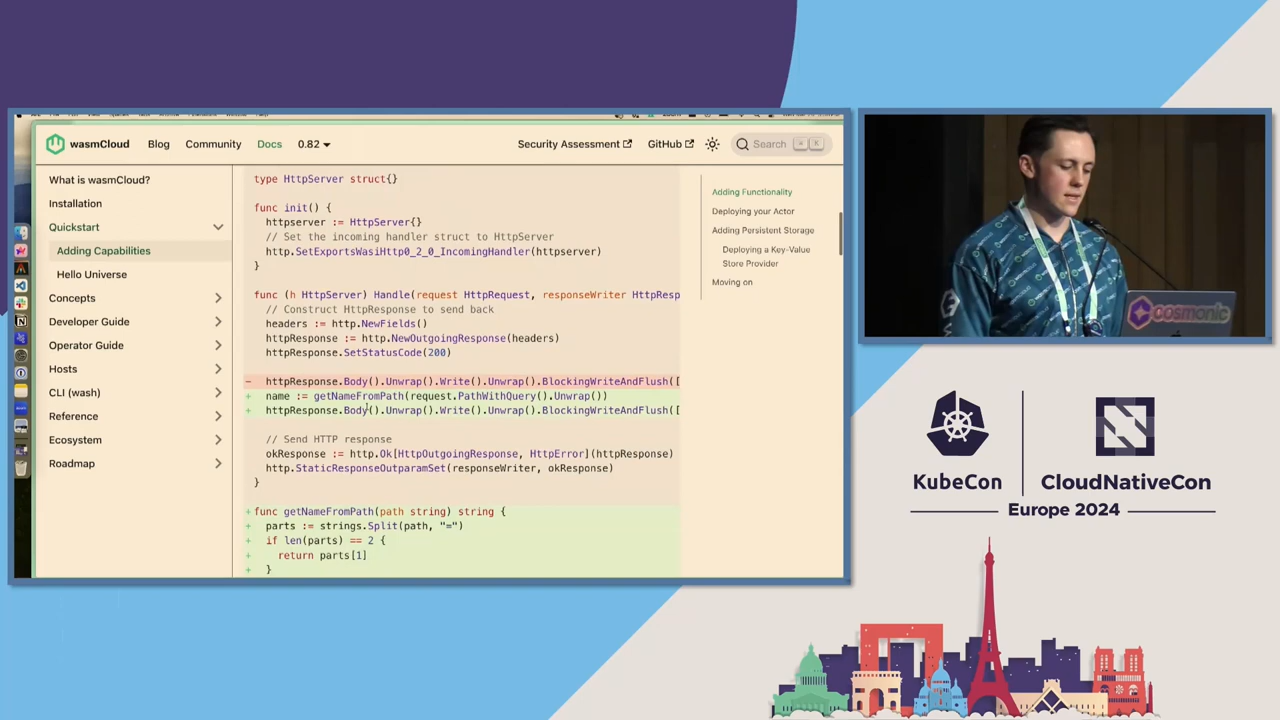 wasmCloud
Blog
Community
Docs
0.82
Security Assessment
GitHub
Search
K
What is wasmCloud?
Installation
Quickstart
Adding Capabilities
Hello Universe
Concepts
Developer Guide
Operator Guide
Hosts
CLI (wash)
Reference
Ecosystem
Roadmap
type HttpServer struct{}
func init() {
httpserver := HttpServer{}
// Set the incoming handler struct to HttpServer
http.SetExportsWasiHttp0_2_0_IncomingHandler(httpserver)
}
func (h HttpServer) Handle(request HttpRequest, responseWriter HttpResp
// Construct HttpResponse to send back
headers := http.NewFields()
httpResponse := http.NewOutgoingResponse(headers)
httpResponse.SetStatusCode(200)
- httpResponse.Body().Unwrap().Write().Unwrap().BlockingWriteAndFlush([
+ name := getNameFromPath(request.PathWithQuery().Unwrap())
+ httpResponse.Body().Unwrap().Write().Unwrap().BlockingWriteAndFlush([
// Send HTTP response
okResponse := http.Ok[HttpOutgoingResponse, HttpError](httpResponse)
http.StaticResponseOutparamSet(responseWriter, okResponse)
}
+ func getNameFromPath(path string) string {
+ parts := strings.Split(path, "=")
+ if len(parts) == 2 {
+ return parts[1]
+ }
Adding Functionality
Deploying your Actor
Adding Persistent Storage
Deploying a Key-Value
Store Provider
Moving on
cosmonic
KubeCon
CloudNativeCon
Europe 2024